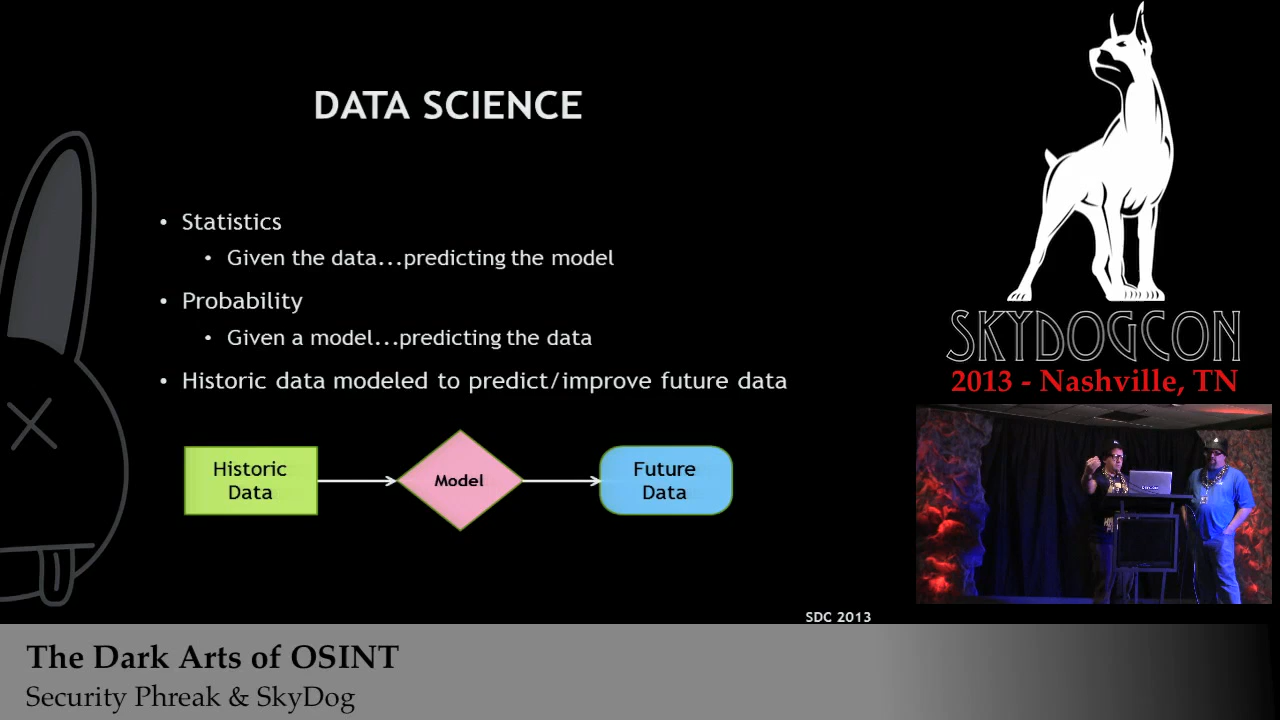 DATA SCIENCE
• Statistics
• Given the data...predicting the model
• Probability
• Given a model...predicting the data
• Historic data modeled to predict/improve future data
Historic
Data
Model
Future
Data
SDC 2013
SKYDOGCON
2013 - Nashville, TN
The Dark Arts of OSINT
Security Phreak & SkyDog